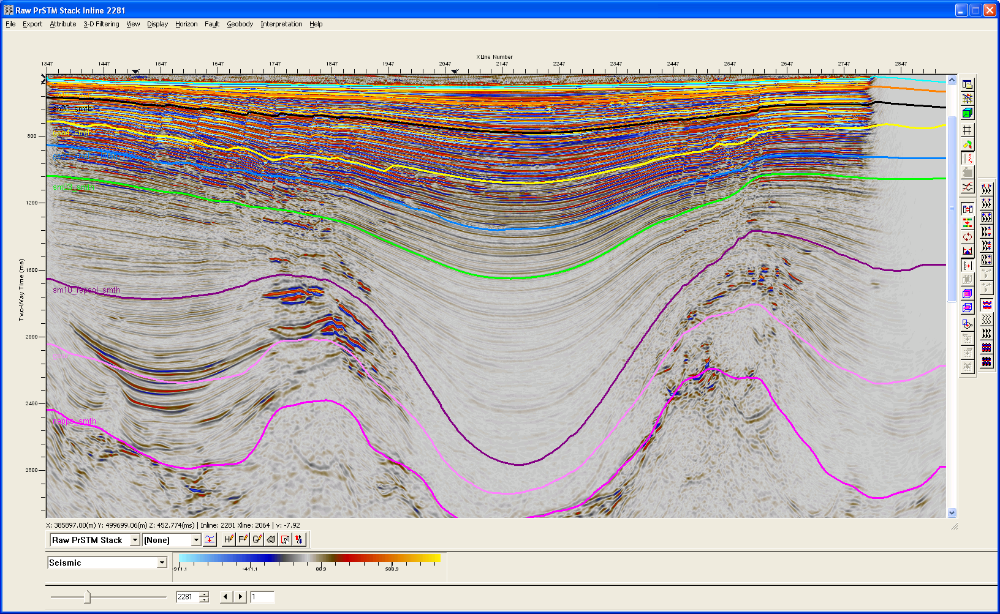 Raw PrSTM Stack Inline 2281
File Export Attribute 3-D Filtering View Display Horizon Fault Geobody Interpretation Help
XLine Number
1347 1447 1547 1647 1747 1847 1947 2047 2147 2247 2347 2447 2547 2647 2747 2847
sb20_smth
geo4_smth
800
sm23_smth
1200
1600
Two-Way Time (ms)
sm10_repsol_smth
2000
2400
nappe_smth
2800
X: 385897.00(m) Y: 499699.06(m) Z: 452.774(ms) | Inline: 2281 Xline: 2064 | v: -7.92
Raw PrSTM Stack (None) H F G
Seismic
-911.1 -411.1 88.9 588.9
2281 1